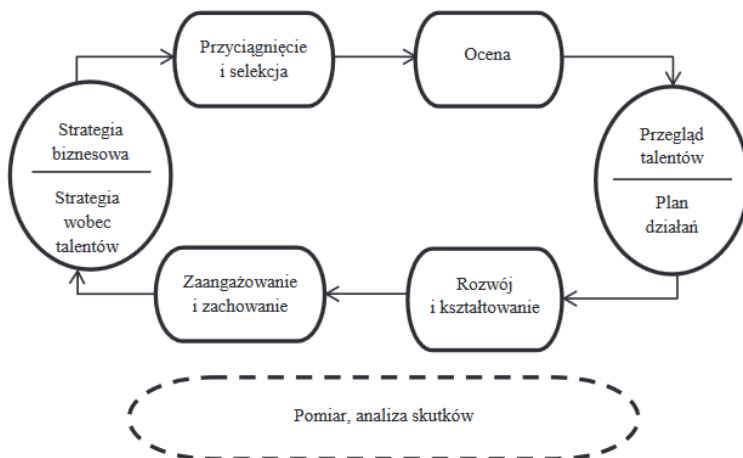 Przyciągnięcie
i selekcja
Ocena
Strategia
biznesowa
Strategia
wobec
talentów
Przegląd
talentów
Plan
działań
Zaangażowanie
i zachowanie
Rozwój
i kształtowanie
Pomiar, analiza skutków